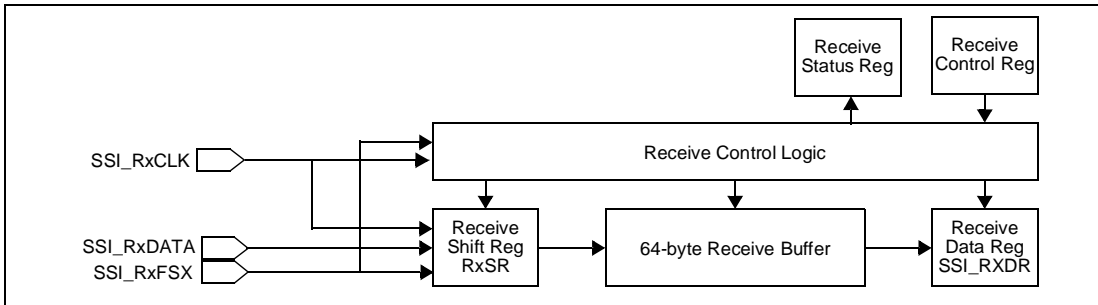 Receive
Status Reg
Receive
Control Reg
SSI_RxCLK
Receive Control Logic
SSI_RxDATA
SSI_RxFSX
Receive
Shift Reg
RxSR
64-byte Receive Buffer
Receive
Data Reg
SSI_RXDR